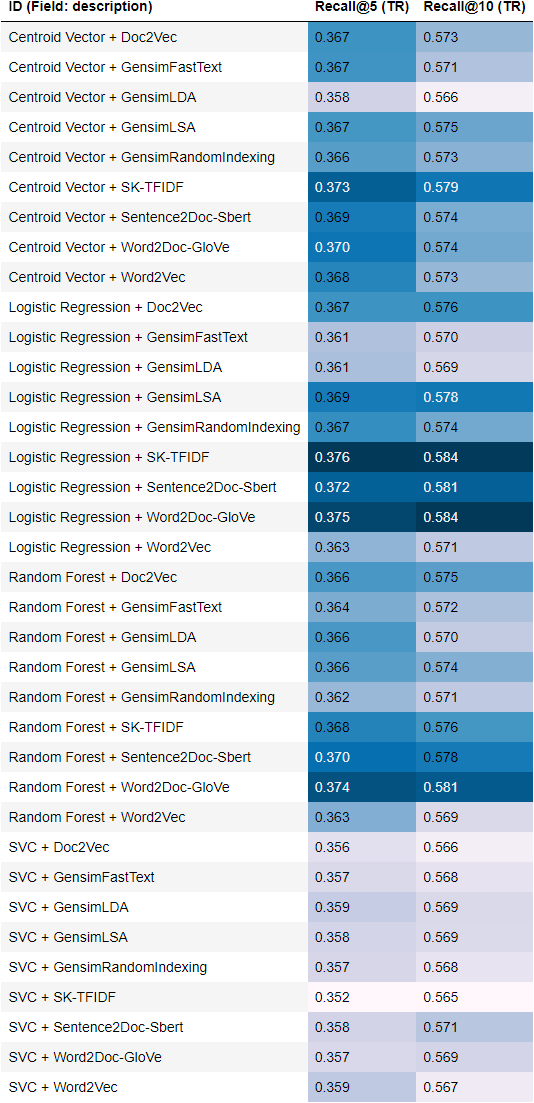 ID (Field: description) Recall@5 (TR) Recall@10 (TR)
Centroid Vector + Doc2Vec 0.367 0.573
Centroid Vector + GensimFastText 0.367 0.571
Centroid Vector + GensimLDA 0.358 0.566
Centroid Vector + GensimLSA 0.367 0.575
Centroid Vector + GensimRandomIndexing 0.366 0.573
Centroid Vector + SK-TFIDF 0.373 0.579
Centroid Vector + Sentence2Doc-Sbert 0.369 0.574
Centroid Vector + Word2Doc-GloVe 0.370 0.574
Centroid Vector + Word2Vec 0.368 0.573
Logistic Regression + Doc2Vec 0.367 0.576
Logistic Regression + GensimFastText 0.361 0.570
Logistic Regression + GensimLDA 0.361 0.569
Logistic Regression + GensimLSA 0.369 0.578
Logistic Regression + GensimRandomIndexing 0.367 0.574
Logistic Regression + SK-TFIDF 0.376 0.584
Logistic Regression + Sentence2Doc-Sbert 0.372 0.581
Logistic Regression + Word2Doc-GloVe 0.375 0.584
Logistic Regression + Word2Vec 0.363 0.571
Random Forest + Doc2Vec 0.366 0.575
Random Forest + GensimFastText 0.364 0.572
Random Forest + GensimLDA 0.366 0.570
Random Forest + GensimLSA 0.366 0.574
Random Forest + GensimRandomIndexing 0.362 0.571
Random Forest + SK-TFIDF 0.368 0.576
Random Forest + Sentence2Doc-Sbert 0.370 0.578
Random Forest + Word2Doc-GloVe 0.374 0.581
Random Forest + Word2Vec 0.363 0.569
SVC + Doc2Vec 0.356 0.566
SVC + GensimFastText 0.357 0.568
SVC + GensimLDA 0.359 0.569
SVC + GensimLSA 0.358 0.569
SVC + GensimRandomIndexing 0.357 0.568
SVC + SK-TFIDF 0.352 0.565
SVC + Sentence2Doc-Sbert 0.358 0.571
SVC + Word2Doc-GloVe 0.357 0.569
SVC + Word2Vec 0.359 0.567